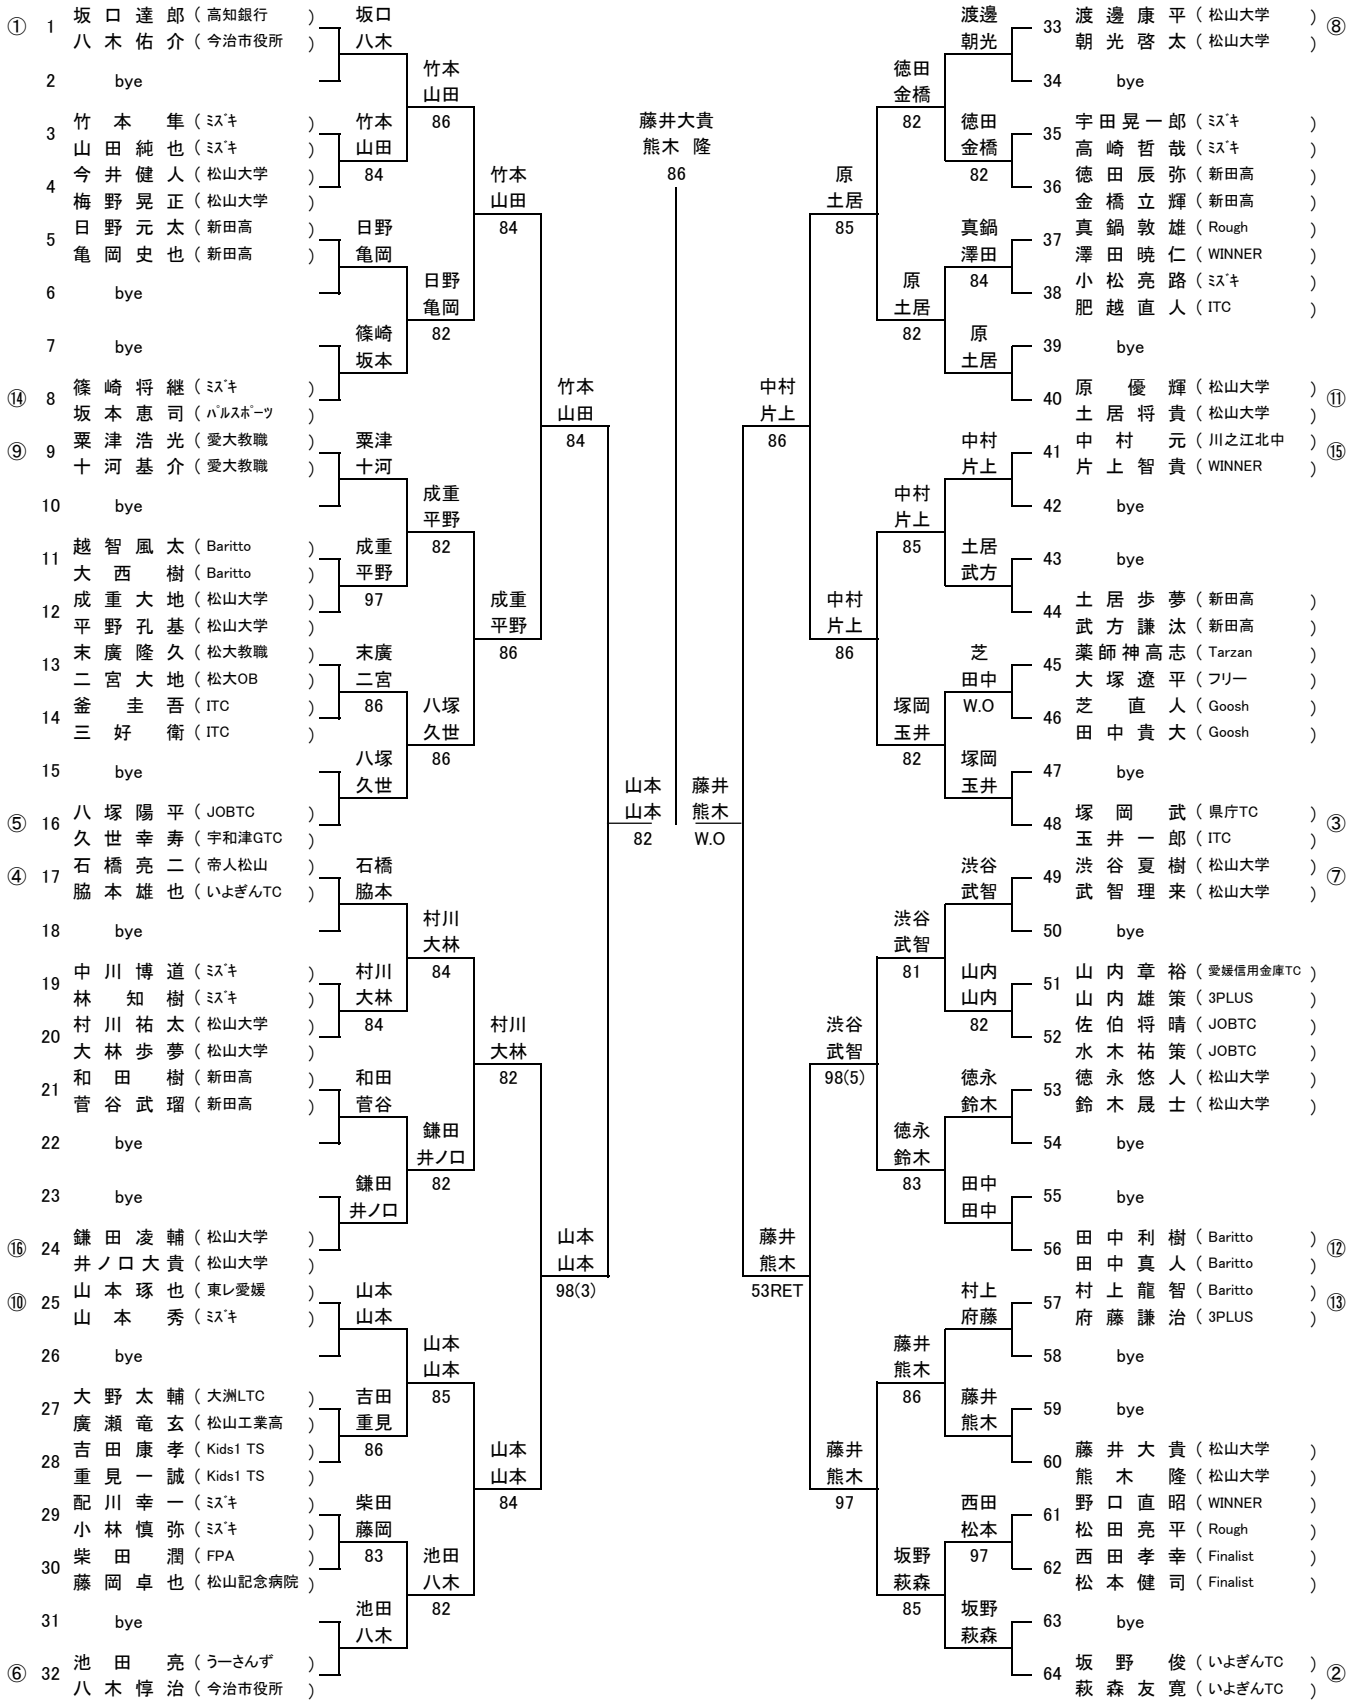 ① 1 坂口達郎 ( 高知銀行 )
八木佑介 ( 今治市役所 )
2 bye
3 竹本隼 ( ミズキ )
山田純也 ( ミズキ )
4 今井健人 ( 松山大学 )
梅野晃正 ( 松山大学 )
5 日野元太 ( 新田高 )
亀岡史也 ( 新田高 )
6 bye
7 bye
⑭ 8 篠崎将継 ( ミズキ )
坂本恵司 ( パルスポーツ )
⑨ 9 粟津浩光 ( 愛大教職 )
十河基介 ( 愛大教職 )
10 bye
11 越智風太 ( Baritto )
大西樹 ( Baritto )
12 成重大地 ( 松山大学 )
平野孔基 ( 松山大学 )
13 末廣隆久 ( 松大教職 )
二宮大地 ( 松大OB )
14 釜圭吾 ( ITC )
三好衛 ( ITC )
15 bye
⑤ 16 八塚陽平 ( JOBTC )
久世幸寿 ( 宇和津GTC )
④ 17 石橋亮二 ( 帝人松山 )
脇本雄也 ( いよぎんTC )
18 bye
19 中川博道 ( ミズキ )
林知樹 ( ミズキ )
20 村川祐太 ( 松山大学 )
大林歩夢 ( 松山大学 )
21 和田樹 ( 新田高 )
菅谷武瑠 ( 新田高 )
22 bye
23 bye
⑯ 24 鎌田凌輔 ( 松山大学 )
井ノ口大貴 ( 松山大学 )
⑩ 25 山本琢也 ( 東レ愛媛 )
山本秀 ( ミズキ )
26 bye
27 大野太輔 ( 大洲LTC )
廣瀬竜玄 ( 松山工業高 )
28 吉田康孝 ( Kids1 TS )
重見一誠 ( Kids1 TS )
29 配川幸一 ( ミズキ )
小林慎弥 ( ミズキ )
30 柴田潤 ( FPA )
藤岡卓也 ( 松山記念病院 )
31 bye
⑥ 32 池田亮 ( うーさんず )
八木惇治 ( 今治市役所 )
坂口
八木
竹本
山田
84
日野
亀岡
篠崎
坂本
粟津
十河
成重
平野
97
末廣
二宮
86
八塚
久世
石橋
脇本
村川
大林
84
和田
菅谷
鎌田
井ノ口
山本
山本
吉田
重見
86
柴田
藤岡
83
池田
八木
竹本
山田
86
日野
亀岡
82
成重
平野
82
八塚
久世
86
村川
大林
84
鎌田
井ノ口
82
山本
山本
85
池田
八木
82
竹本
山田
84
成重
平野
86
村川
大林
82
山本
山本
84
竹本
山田
84
山本
山本
98(3)
山本
山本
82
藤井大貴
熊木 隆
86
藤井
熊木
W.O
中村
片上
86
藤井
熊木
53RET
原
土居
85
中村
片上
86
渋谷
武智
98(5)
藤井
熊木
97
徳田
金橋
82
原
土居
82
中村
片上
85
塚岡
玉井
82
渋谷
武智
81
徳永
鈴木
83
藤井
熊木
86
坂野
萩森
85
渡邊
朝光
徳田
金橋
82
真鍋
澤田
84
原
土居
中村
片上
土居
武方
芝
田中
W.O
塚岡
玉井
渋谷
武智
山内
山内
82
徳永
鈴木
田中
田中
村上
府藤
藤井
熊木
西田
松本
97
坂野
萩森
33 渡邊康平 ( 松山大学 ) ⑧
朝光啓太 ( 松山大学 )
34 bye
35 宇田晃一郎 ( ミズキ )
高崎哲哉 ( ミズキ )
36 徳田辰弥 ( 新田高 )
金橋立輝 ( 新田高 )
37 真鍋敦雄 ( Rough )
澤田暁仁 ( WINNER )
38 小松亮路 ( ミズキ )
肥越直人 ( ITC )
39 bye
40 原優輝 ( 松山大学 ) ⑪
土居将貴 ( 松山大学 )
41 中村元 ( 川之江北中 ) ⑮
片上智貴 ( WINNER )
42 bye
43 bye
44 土居歩夢 ( 新田高 )
武方謙汰 ( 新田高 )
45 薬師神高志 ( Tarzan )
大塚遼平 ( フリー )
46 芝直人 ( Goosh )
田中貴大 ( Goosh )
47 bye
48 塚岡武 ( 県庁TC ) ③
玉井一郎 ( ITC )
49 渋谷夏樹 ( 松山大学 ) ⑦
武智理来 ( 松山大学 )
50 bye
51 山内章裕 ( 愛媛信用金庫TC )
山内雄策 ( 3PLUS )
52 佐伯将晴 ( JOBTC )
水木祐策 ( JOBTC )
53 徳永悠人 ( 松山大学 )
鈴木晟士 ( 松山大学 )
54 bye
55 bye
56 田中利樹 ( Baritto ) ⑫
田中真人 ( Baritto )
57 村上龍智 ( Baritto ) ⑬
府藤謙治 ( 3PLUS )
58 bye
59 bye
60 藤井大貴 ( 松山大学 )
熊木隆 ( 松山大学 )
61 野口直昭 ( WINNER )
松田亮平 ( Rough )
62 西田孝幸 ( Finalist )
松本健司 ( Finalist )
63 bye
64 坂野俊 ( いよぎんTC ) ②
萩森友寛 ( いよぎんTC )